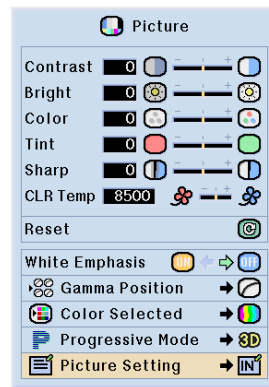 Picture
Contrast 0
Bright 0
Color 0
Tint 0
Sharp 0
CLR Temp 8500
Reset
White Emphasis ON OFF
Gamma Position
Color Selected
P Progressive Mode 3D
Picture Setting IN